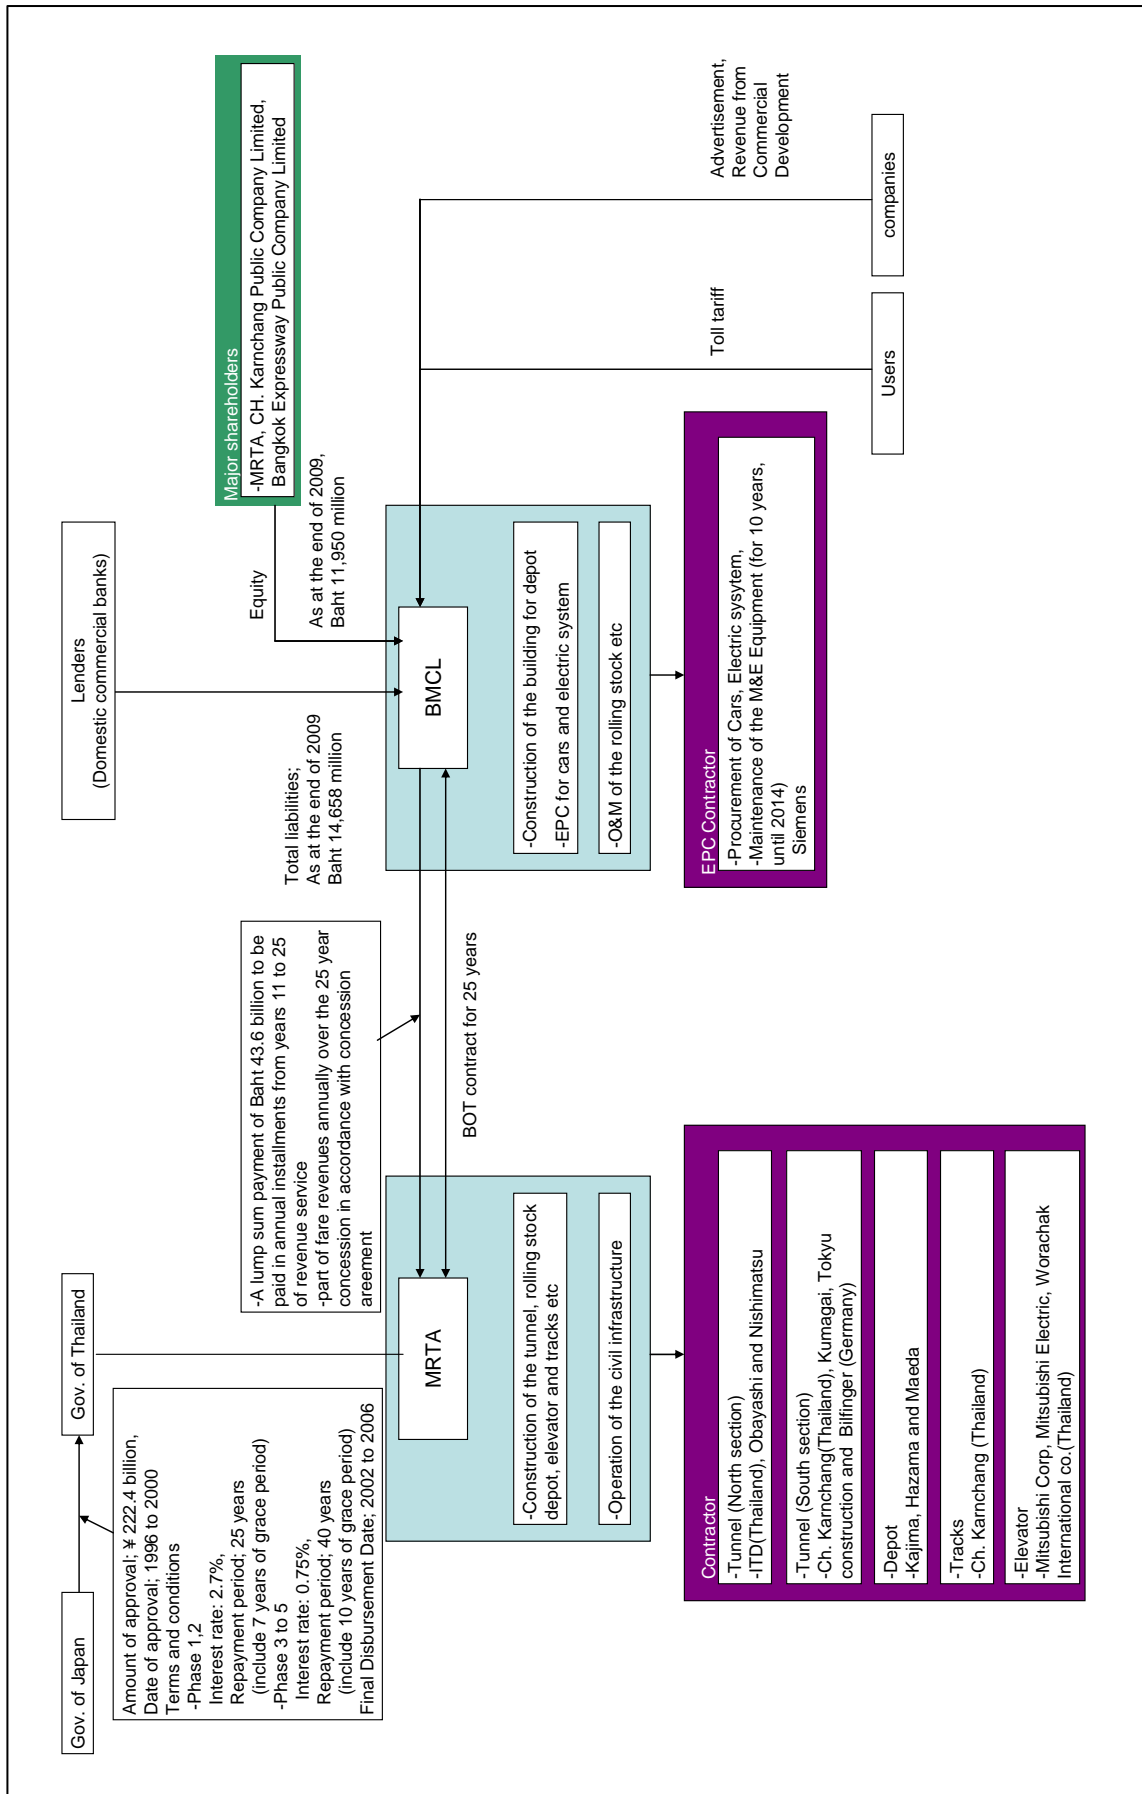 Gov. of Japan
Gov. of Thailand
Amount of approval; ¥ 222.4 billion,
Date of approval; 1996 to 2000
Terms and conditions
-Phase 1,2
Interest rate: 2.7%,
Repayment period; 25 years
(include 7 years of grace period)
-Phase 3 to 5
Interest rate: 0.75%,
Repayment period; 40 years
(include 10 years of grace period)
Final Disbursement Date; 2002 to 2006
Lenders
(Domestic commercial banks)
Major shareholders
-MRTA, CH. Karnchang Public Company Limited,
Bangkok Expressway Public Company Limited
-A lump sum payment of Baht 43.6 billion to be
paid in annual installments from years 11 to 25
of revenue service
-part of fare revenues annually over the 25 year
concession in accordance with concession
areement
Total liabilities;
As at the end of 2009
Baht 14,658 million
Equity
As at the end of 2009,
Baht 11,950 million
MRTA
-Construction of the tunnel, rolling stock
depot, elevator and tracks etc
-Operation of the civil infrastructure
BOT contract for 25 years
BMCL
-Construction of the building for depot
-EPC for cars and electric system
-O&M of the rolling stock etc
Toll tariff
Advertisement,
Revenue from
Commercial
Development
Contractor
-Tunnel (North section)
-ITD(Thailand), Obayashi and Nishimatsu
-Tunnel (South section)
-Ch. Karnchang(Thailand), Kumagai, Tokyu
construction and Bilfinger (Germany)
-Depot
-Kajima, Hazama and Maeda
-Tracks
-Ch. Karnchang (Thailand)
-Elevator
-Mitsubishi Corp, Mitsubishi Electric, Worachak
International co.(Thailand)
EPC Contractor
-Procurement of Cars, Electric sysytem,
-Maintenance of the M&E Equipment (for 10 years,
until 2014)
Siemens
Users
companies